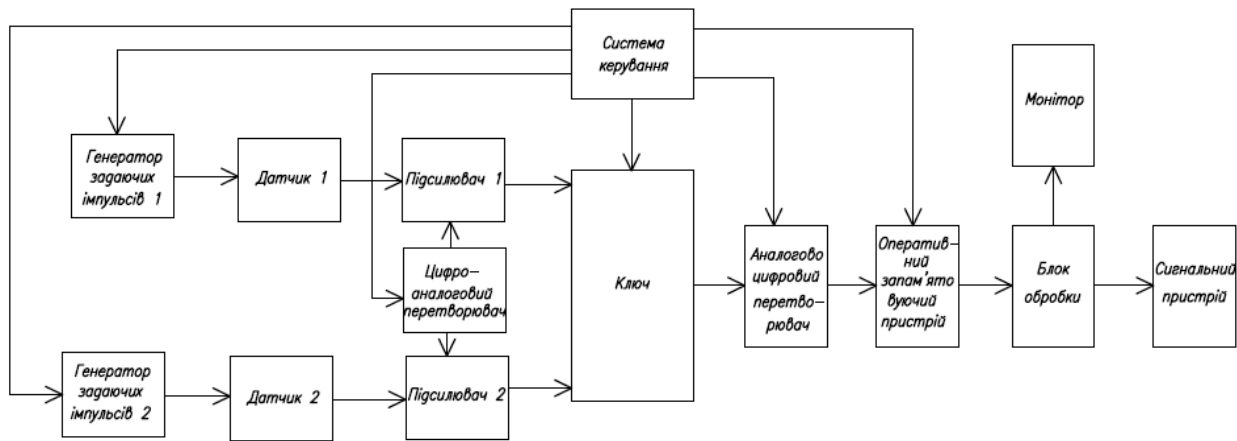 Система
керування
Монітор
Генератор
задаючих
імпульсів 1
Датчик 1
Підсилювач 1
Цифро-
аналоговий
перетворювач
Ключ
Аналогово
цифровий
перетво-
рювач
Оператив-
ний
запам'ято
вуючий
пристрій
Блок
обробки
Сигнальний
пристрій
Генератор
задаючих
імпульсів 2
Датчик 2
Підсилювач 2